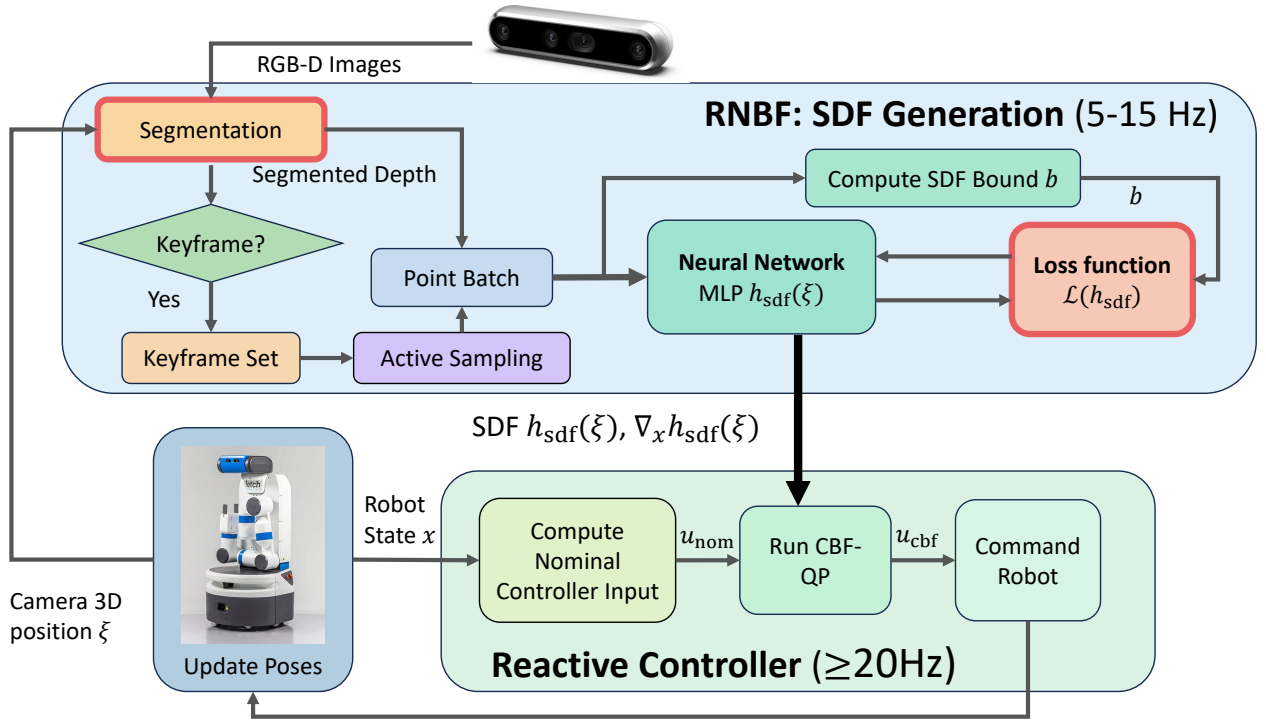 RGB-D Images
RNBF: SDF Generation (5-15 Hz)
Segmentation
Segmented Depth
Compute SDF Bound b
b
Keyframe?
Point Batch
Neural Network
MLP h_sdf(ξ)
Loss function
ℒ(h_sdf)
Yes
Keyframe Set
Active Sampling
SDF h_sdf(ξ), ∇_x h_sdf(ξ)
fetch
Robot
State x
Compute
Nominal
Controller Input
u_nom
Run CBF-
QP
u_cbf
Command
Robot
Camera 3D
position ξ
Update Poses
Reactive Controller (≥20Hz)